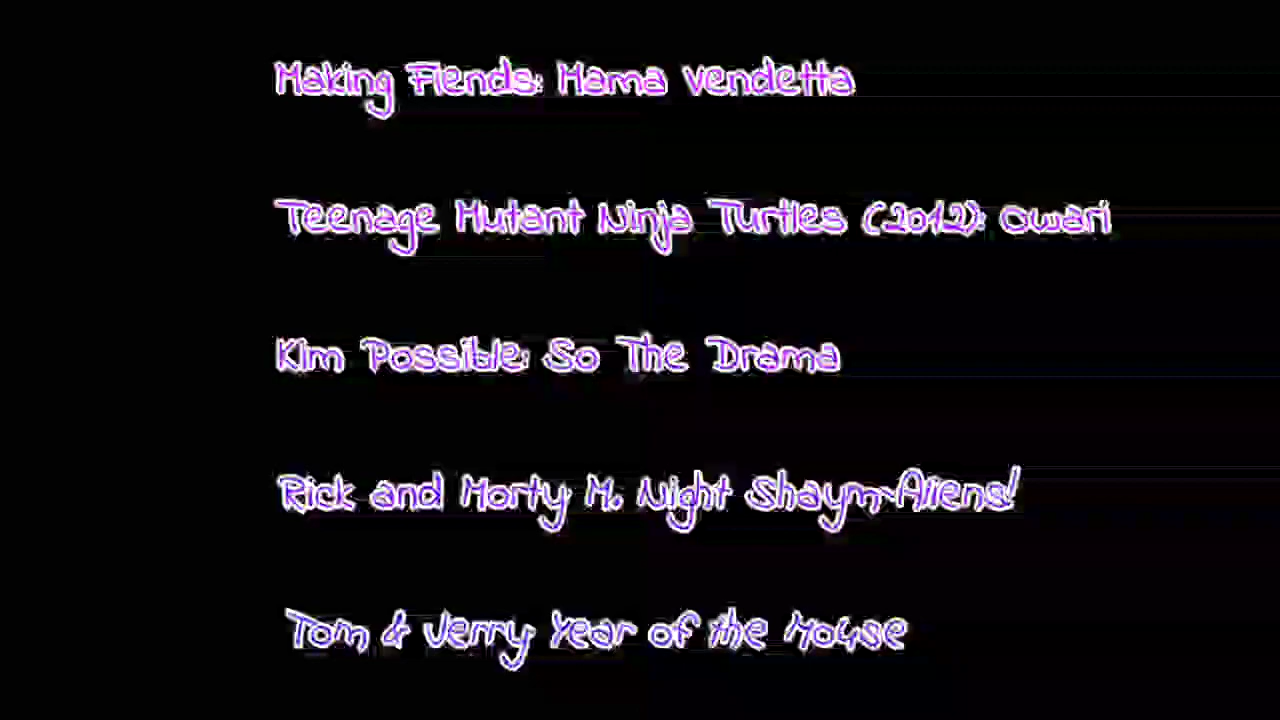 Making Fiends: Mama Vendetta
Teenage Mutant Ninja Turtles (2012): Owari
Kim Possible: So The Drama
Rick and Morty M. Night Shaym-Aliens!
Tom & Jerry Year of the Mouse